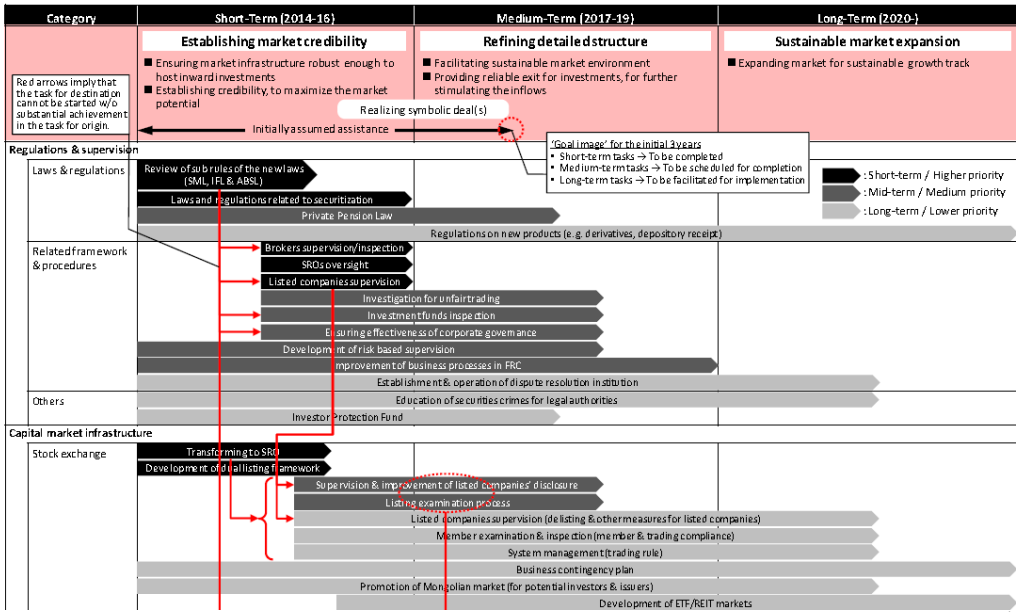 Category
Short-Term (2014-16)
Medium-Term (2017-19)
Long-Term (2020-)
Establishing market credibility
Refining detailed structure
Sustainable market expansion
■ Ensuring market infrastructure robust enough to
host inward investments
■ Establishing credibility, to maximize the market
potential
■ Facilitating sustainable market environment
■ Providing reliable exit for investments, for further
stimulating the inflows
■ Expanding market for sustainable growth track
Red arrows imply that
the task for destination
cannot be started w/o
substantial achievement
in the task for origin.
Realizing symbolic deal(s)
Initially assumed assistance
'Goal image' for the initial 3 years
• Short-term tasks → To be completed
• Medium-term tasks → To be scheduled for completion
• Long-term tasks → To be facilitated for implementation
Regulations & supervision
Laws & regulations
Review of sub rules of the new laws
(SML, IFL & ABSL)
Laws and regulations related to securitization
Private Pension Law
Regulations on new products (e.g. derivatives, depository receipt)
: Short-term / Higher priority
: Mid-term / Medium priority
: Long-term / Lower priority
Related framework
& procedures
Brokers supervision/inspection
SROs oversight
Listed companies supervision
Investigation for unfair trading
Investment funds inspection
Ensuring effectiveness of corporate governance
Development of risk based supervision
Improvement of business processes in FRC
Establishment & operation of dispute resolution institution
Others
Education of securities crimes for legal authorities
Investor Protection Fund
Capital market infrastructure
Stock exchange
Transforming to SRO
Development of dual listing framework
Supervision & improvement of listed companies' disclosure
Listing examination process
Listed companies supervision (delisting & other measures for listed companies)
Member examination & inspection (member & trading compliance)
System management (trading rule)
Business contingency plan
Promotion of Mongolian market (for potential investors & issuers)
Development of ETF/REIT markets